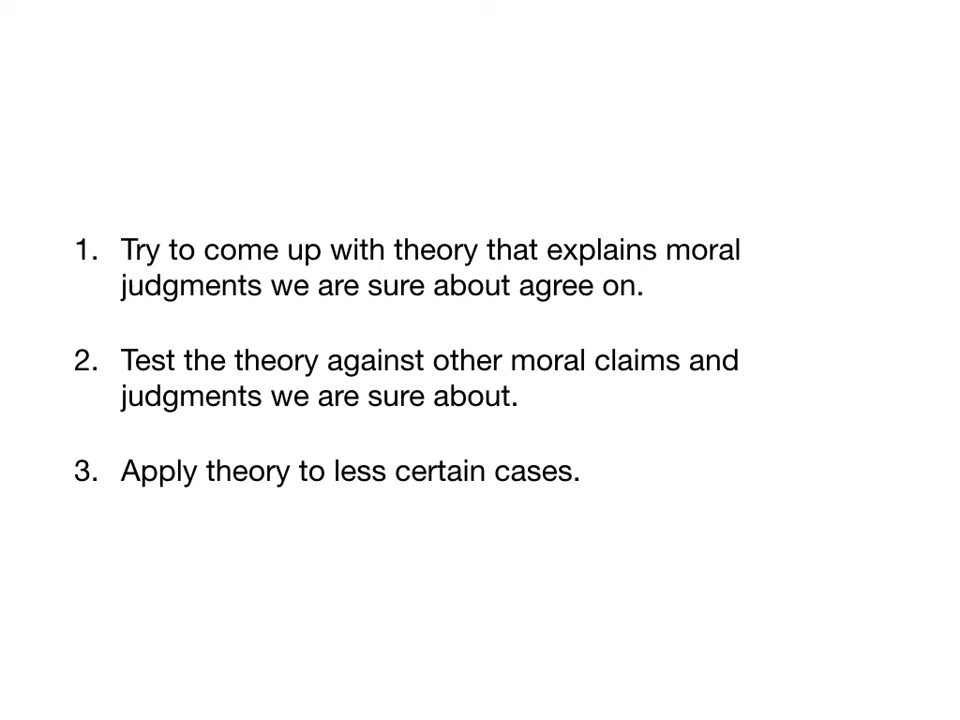 1. Try to come up with theory that explains moral
judgments we are sure about agree on.
2. Test the theory against other moral claims and
judgments we are sure about.
3. Apply theory to less certain cases.